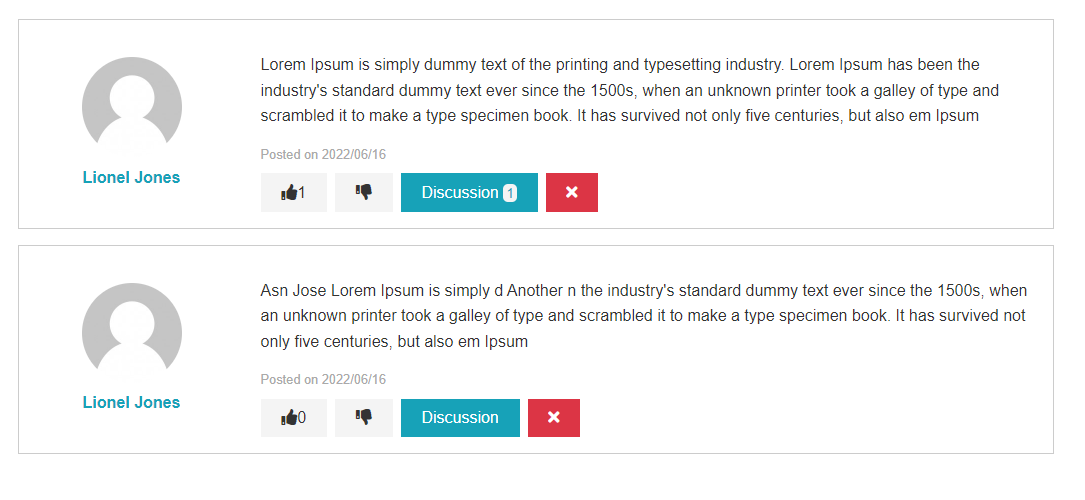 Lorem Ipsum is simply dummy text of the printing and typesetting industry. Lorem Ipsum has been the
industry's standard dummy text ever since the 1500s, when an unknown printer took a galley of type and
scrambled it to make a type specimen book. It has survived not only five centuries, but also em Ipsum
Posted on 2022/06/16
Lionel Jones
1
Discussion 1
Asn Jose Lorem Ipsum is simply d Another n the industry's standard dummy text ever since the 1500s, when
an unknown printer took a galley of type and scrambled it to make a type specimen book. It has survived not
only five centuries, but also em Ipsum
Posted on 2022/06/16
Lionel Jones
0
Discussion